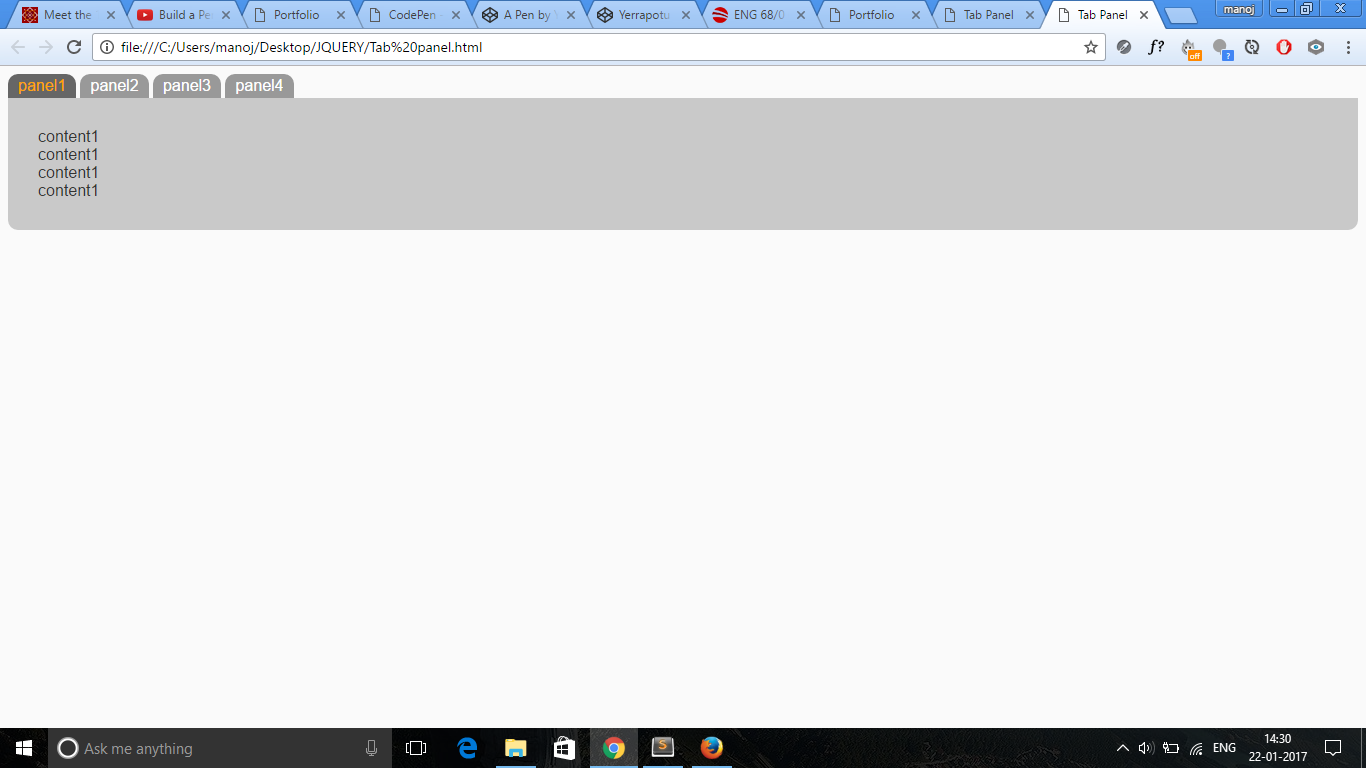 Meet the
Build a Pe
Portfolio
CodePen -
A Pen by Y
Yerrapotu
ENG 68/0
Portfolio
Tab Panel
Tab Panel
manoj
file:///C:/Users/manoj/Desktop/JQUERY/Tab%20panel.html
f?
off
?
panel1 panel2 panel3 panel4
content1
content1
content1
content1
Ask me anything
S
ENG
14:30
22-01-2017